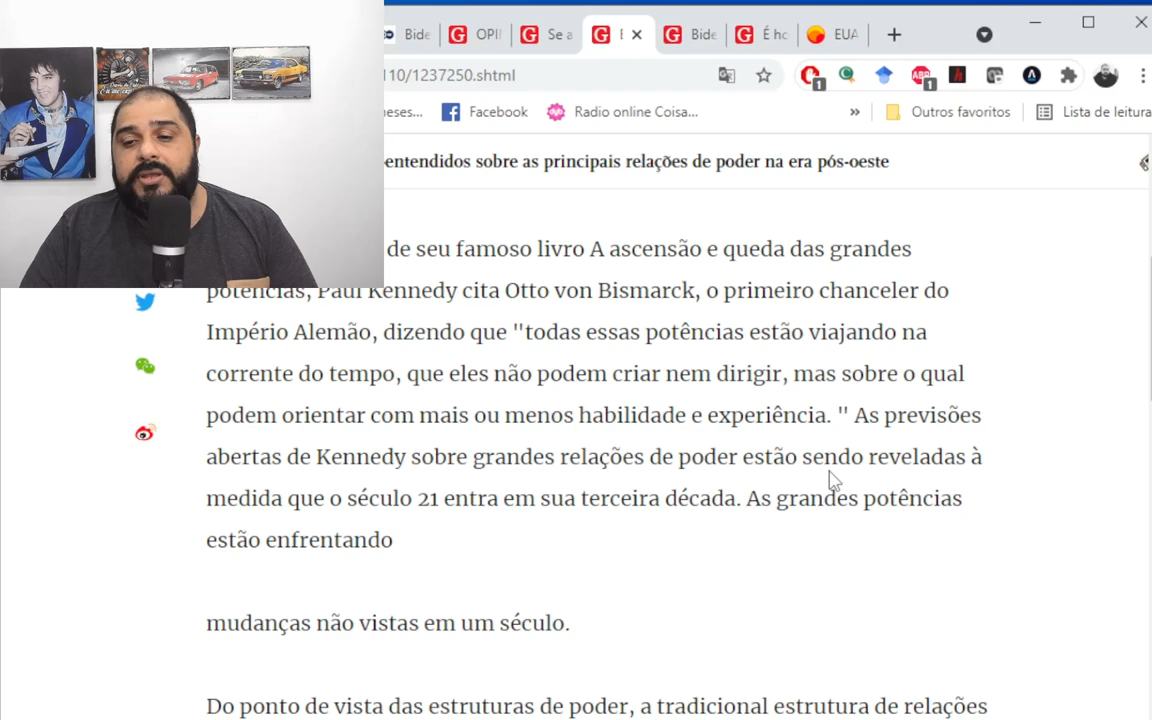 Bide
OPI
Se a
Bide
É hc
EUA
110/1237250.shtml
1
ABP
1
eses...
Facebook
Radio online Coisa...
»
Outros favoritos
Lista de leitura
entendidos sobre as principais relações de poder na era pós-oeste
de seu famoso livro A ascensão e queda das grandes
potências, Paul Kennedy cita Otto von Bismarck, o primeiro chanceler do
Império Alemão, dizendo que "todas essas potências estão viajando na
corrente do tempo, que eles não podem criar nem dirigir, mas sobre o qual
podem orientar com mais ou menos habilidade e experiência. " As previsões
abertas de Kennedy sobre grandes relações de poder estão sendo reveladas à
medida que o século 21 entra em sua terceira década. As grandes potências
estão enfrentando
mudanças não vistas em um século.
Do ponto de vista das estruturas de poder, a tradicional estrutura de relações